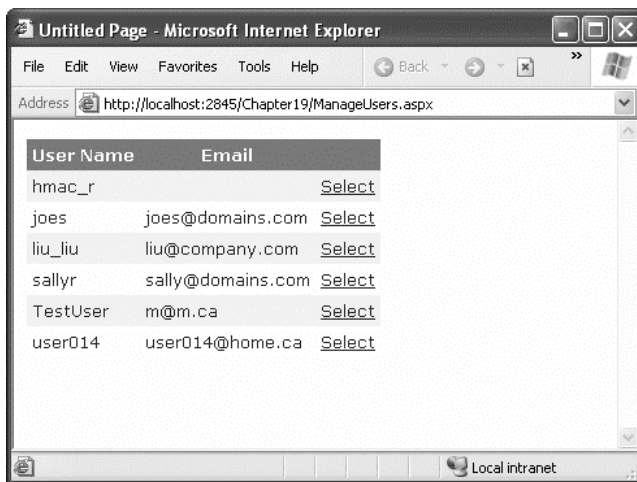 Untitled Page - Microsoft Internet Explorer
File Edit View Favorites Tools Help Back »
Address http://localhost:2845/Chapter19/ManageUsers.aspx
User Name Email
hmac_r Select
joes joes@domains.com Select
liu_liu liu@company.com Select
sallyr sally@domains.com Select
TestUser m@m.ca Select
user014 user014@home.ca Select
Local intranet